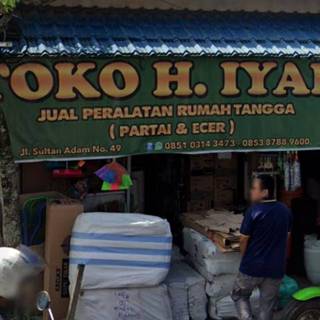 TOKO H. IYAN
JUAL PERALATAN RUMAH TANGGA
( PARTAI & ECER )
Jl. Sultan Adam No. 49
0851 0314 3473 - 0853 8788 9600